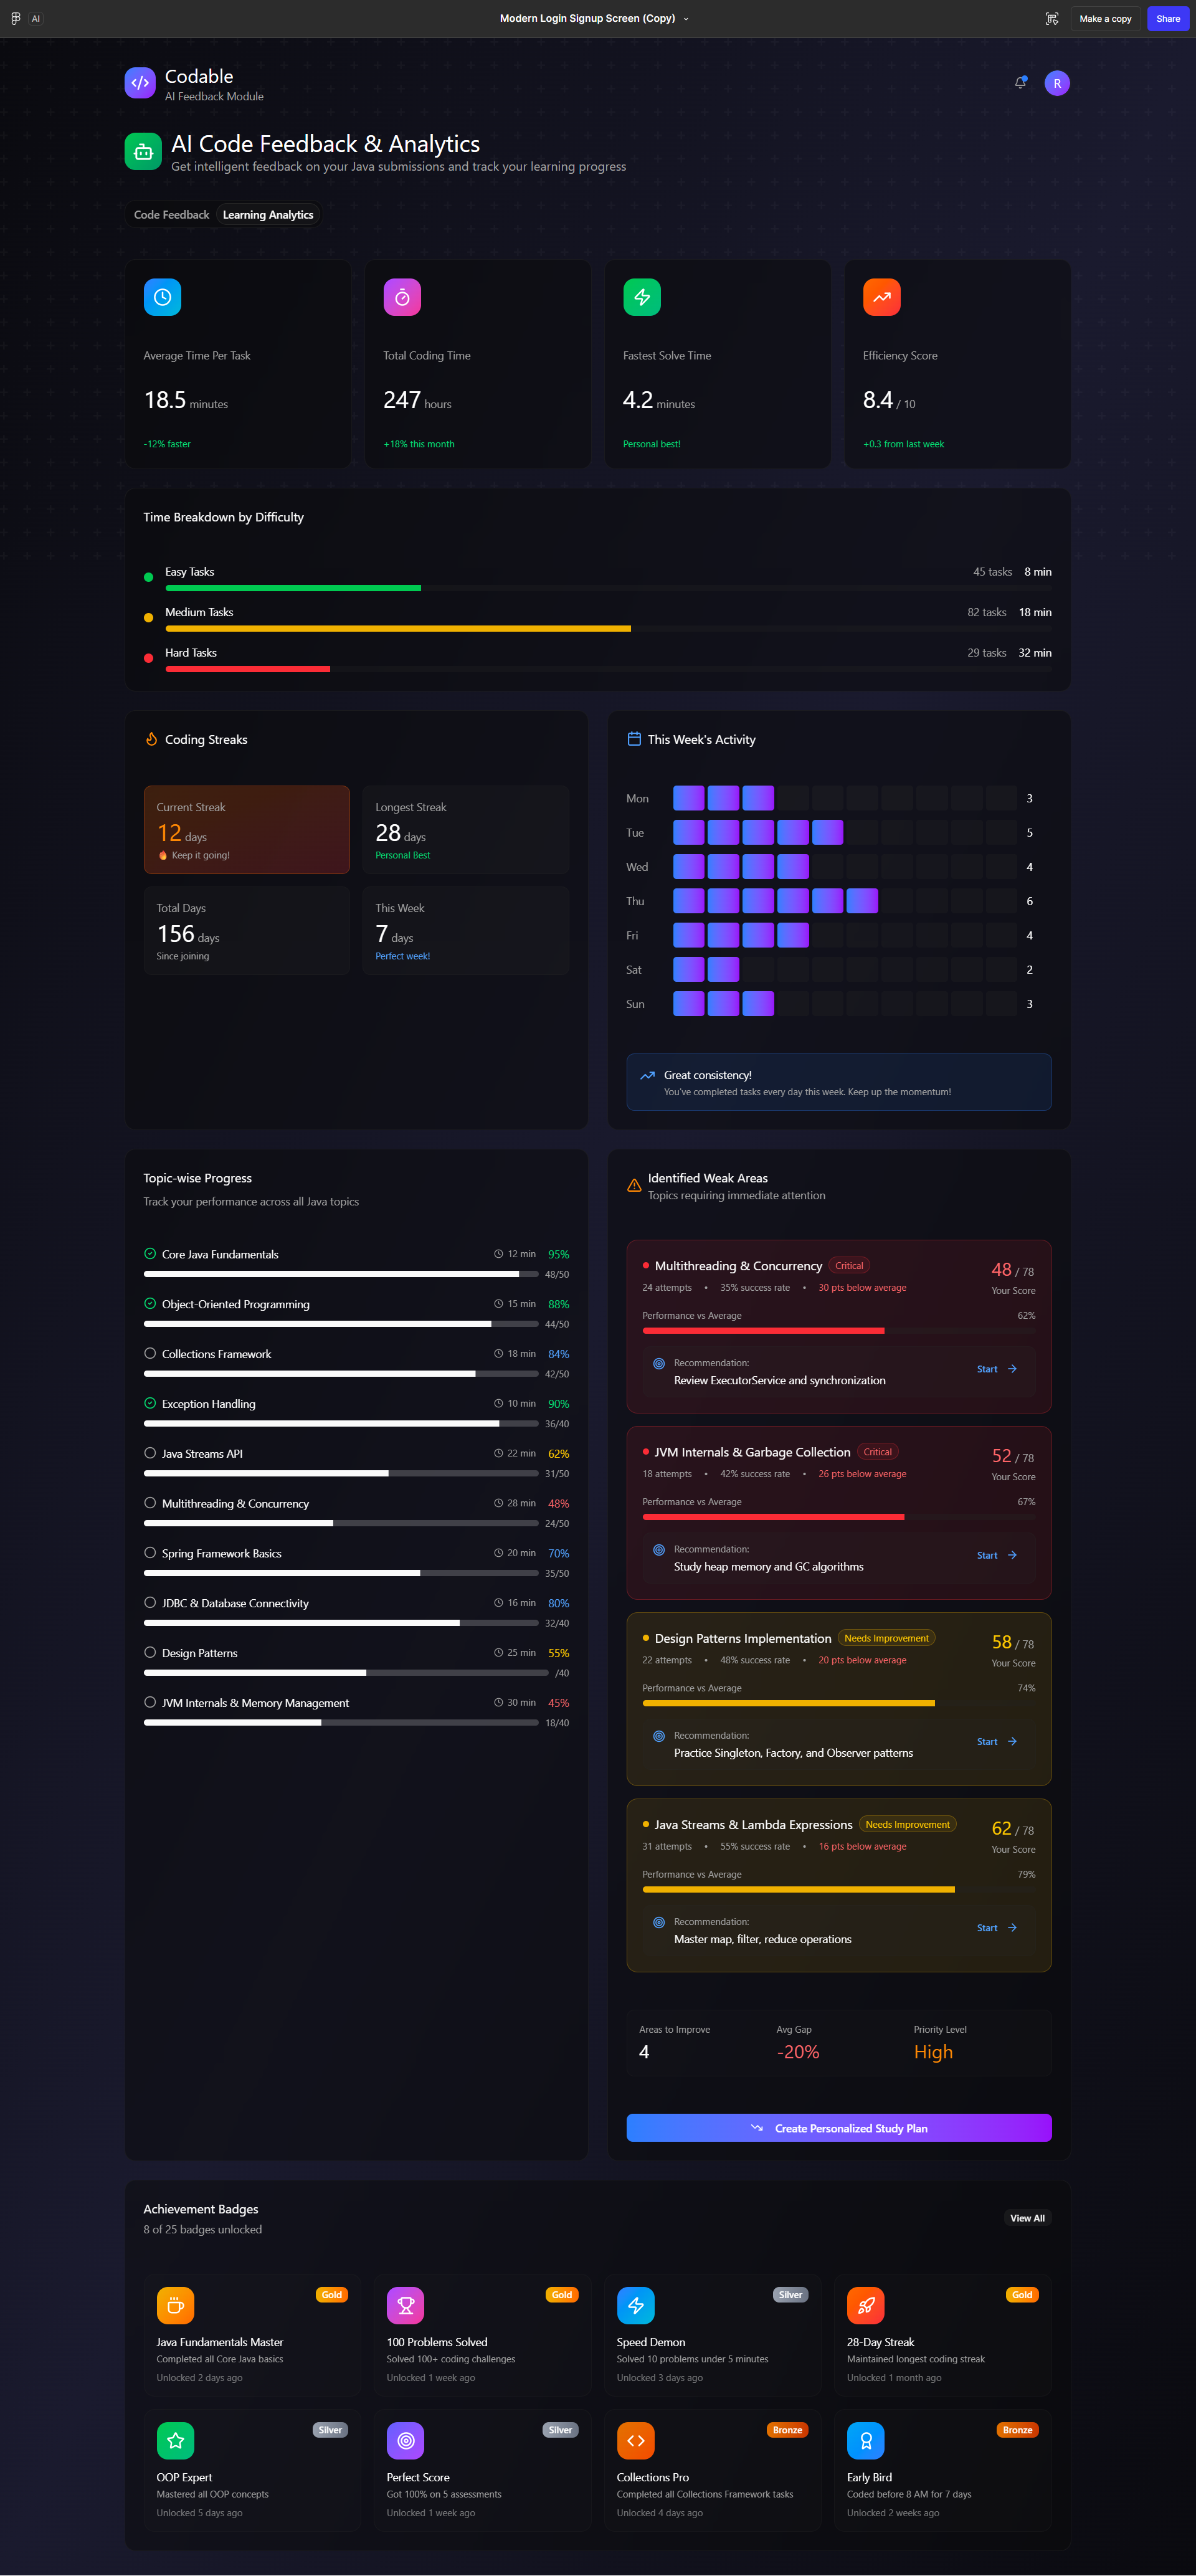 AI
Modern Login Signup Screen (Copy)
Make a copy
Share
Codable
AI Feedback Module
R
AI Code Feedback & Analytics
Get intelligent feedback on your Java submissions and track your learning progress
Code Feedback
Learning Analytics
Average Time Per Task
18.5 minutes
-12% faster
Total Coding Time
247 hours
+18% this month
Fastest Solve Time
4.2 minutes
Personal best!
Efficiency Score
8.4 / 10
+0.3 from last week
Time Breakdown by Difficulty
Easy Tasks 45 tasks 8 min
Medium Tasks 82 tasks 18 min
Hard Tasks 29 tasks 32 min
Coding Streaks
Current Streak
12 days
🔥 Keep it going!
Longest Streak
28 days
Personal Best
Total Days
156 days
Since joining
This Week
7 days
Perfect week!
This Week's Activity
Mon 3
Tue 5
Wed 4
Thu 6
Fri 4
Sat 2
Sun 3
Great consistency!
You've completed tasks every day this week. Keep up the momentum!
Topic-wise Progress
Track your performance across all Java topics
Core Java Fundamentals 12 min 95%
48/50
Object-Oriented Programming 15 min 88%
44/50
Collections Framework 18 min 84%
42/50
Exception Handling 10 min 90%
36/40
Java Streams API 22 min 62%
31/50
Multithreading & Concurrency 28 min 48%
24/50
Spring Framework Basics 20 min 70%
35/50
JDBC & Database Connectivity 16 min 80%
32/40
Design Patterns 25 min 55%
/40
JVM Internals & Memory Management 30 min 45%
18/40
Identified Weak Areas
Topics requiring immediate attention
Multithreading & Concurrency Critical 48 / 78
24 attempts • 35% success rate • 30 pts below average Your Score
Performance vs Average 62%
Recommendation:
Review ExecutorService and synchronization
Start
JVM Internals & Garbage Collection Critical 52 / 78
18 attempts • 42% success rate • 26 pts below average Your Score
Performance vs Average 67%
Recommendation:
Study heap memory and GC algorithms
Start
Design Patterns Implementation Needs Improvement 58 / 78
22 attempts • 48% success rate • 20 pts below average Your Score
Performance vs Average 74%
Recommendation:
Practice Singleton, Factory, and Observer patterns
Start
Java Streams & Lambda Expressions Needs Improvement 62 / 78
31 attempts • 55% success rate • 16 pts below average Your Score
Performance vs Average 79%
Recommendation:
Master map, filter, reduce operations
Start
Areas to Improve
4
Avg Gap
-20%
Priority Level
High
Create Personalized Study Plan
Achievement Badges
8 of 25 badges unlocked
View All
Gold
Java Fundamentals Master
Completed all Core Java basics
Unlocked 2 days ago
Gold
100 Problems Solved
Solved 100+ coding challenges
Unlocked 1 week ago
Silver
Speed Demon
Solved 10 problems under 5 minutes
Unlocked 3 days ago
Gold
28-Day Streak
Maintained longest coding streak
Unlocked 1 month ago
Silver
OOP Expert
Mastered all OOP concepts
Unlocked 5 days ago
Silver
Perfect Score
Got 100% on 5 assessments
Unlocked 1 week ago
Bronze
Collections Pro
Completed all Collections Framework tasks
Unlocked 4 days ago
Bronze
Early Bird
Coded before 8 AM for 7 days
Unlocked 2 weeks ago